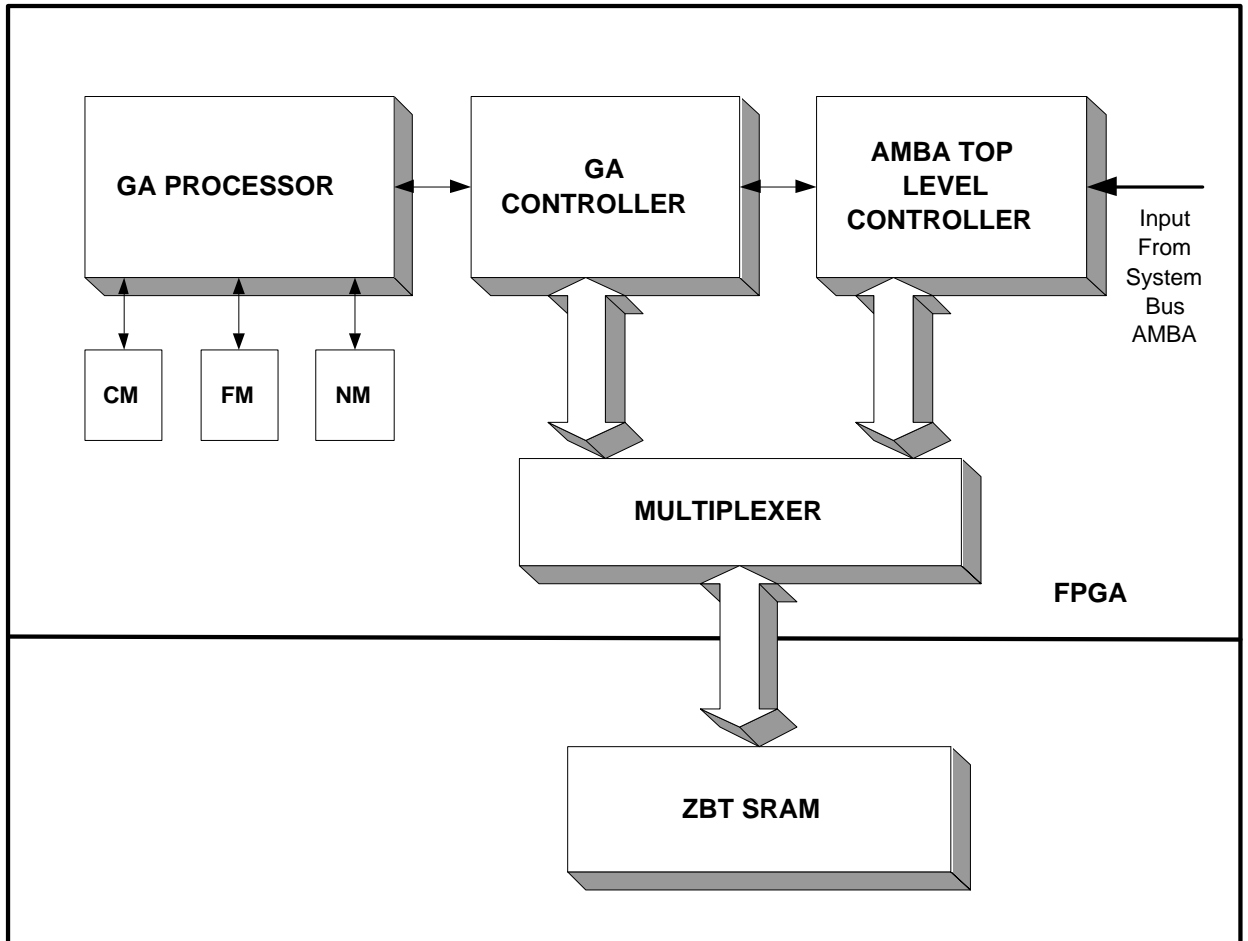 GA PROCESSOR
GA
CONTROLLER
AMBA TOP
LEVEL
CONTROLLER
Input
From
System
Bus
AMBA
CM
FM
NM
MULTIPLEXER
FPGA
ZBT SRAM